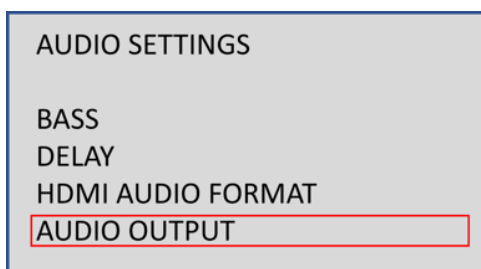 AUDIO SETTINGS
BASS
DELAY
HDMI AUDIO FORMAT
AUDIO OUTPUT